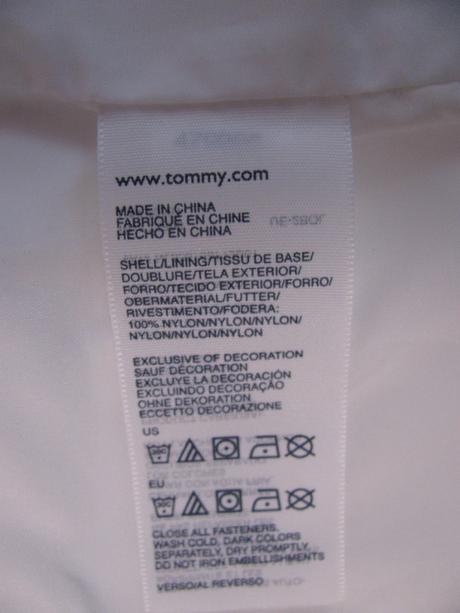 www.tommy.com
MADE IN CHINA
FABRIQUÉ EN CHINE
HECHO EN CHINA
SHELL/LINING/TISSU DE BASE/
DOUBLURE/TELA EXTERIOR/
FORRO/TECIDO EXTERIOR/FORRO/
OBERMATERIAL/FUTTER/
RIVESTIMENTO/FODERA:
100% NYLON/NYLON/NYLON/
NYLON/NYLON/NYLON
EXCLUSIVE OF DECORATION
SAUF DÉCORATION
EXCLUYE LA DECORACIÓN
EXCLUINDO DECORAÇÃO
OHNE DEKORATION
ECCETTO DECORAZIONE
US
EU
CLOSE ALL FASTENERS.
WASH COLD, DARK COLORS
SEPARATELY, DRY PROMPTLY.
DO NOT IRON EMBELLISHMENTS
VERSO/AL REVERSO